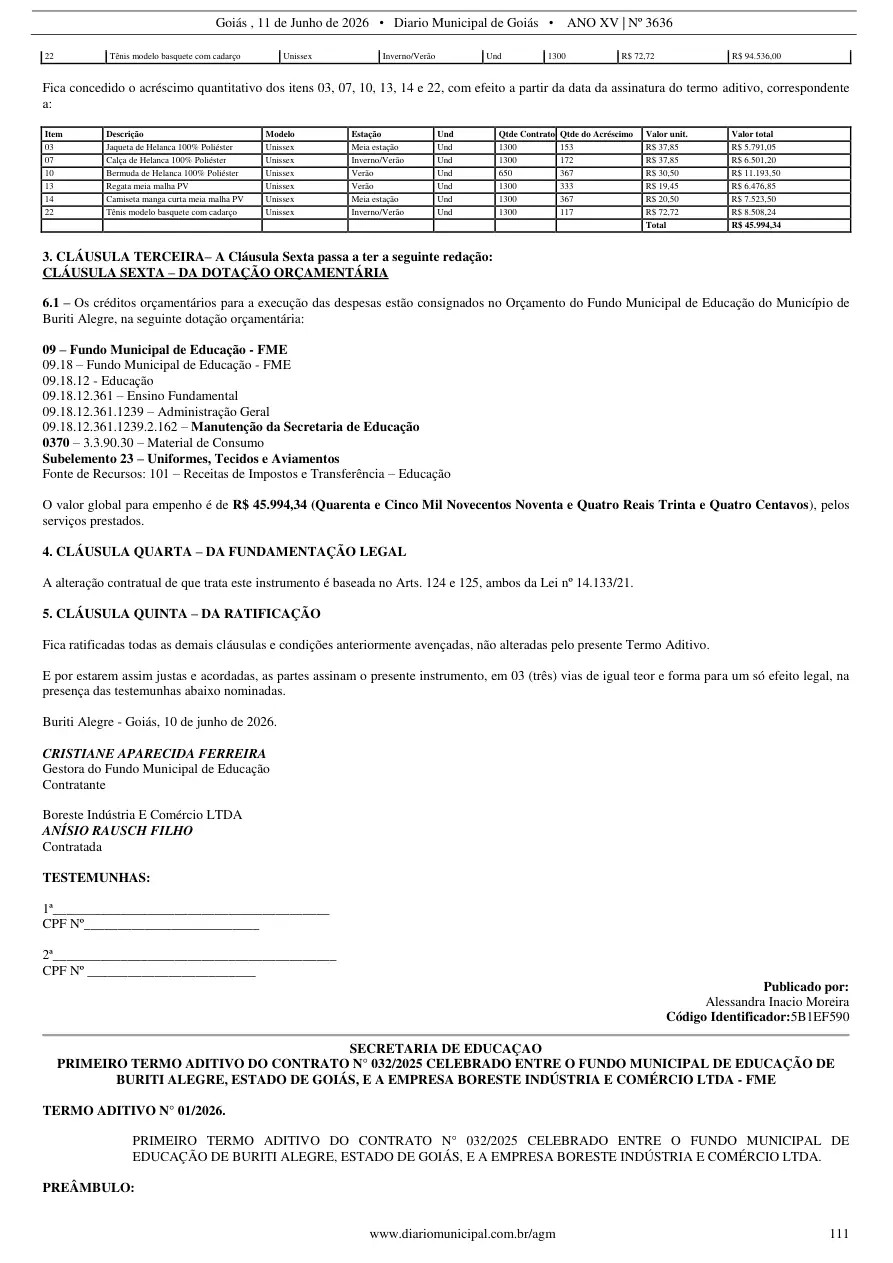 Goiás , 11 de Junho de 2026 • Diario Municipal de Goiás • ANO XV | Nº 3636
22 Tênis modelo basquete com cadarço Unissex Inverno/Verão Und 1300 R$ 72,72 R$ 94.536,00
Fica concedido o acréscimo quantitativo dos itens 03, 07, 10, 13, 14 e 22, com efeito a partir da data da assinatura do termo aditivo, correspondente
a:
Item Descrição Modelo Estação Und Qtde Contrato Qtde do Acréscimo Valor unit. Valor total
03 Jaqueta de Helanca 100% Poliéster Unissex Meia estação Und 1300 153 R$ 37,85 R$ 5.791,05
07 Calça de Helanca 100% Poliéster Unissex Inverno/Verão Und 1300 172 R$ 37,85 R$ 6.501,20
10 Bermuda de Helanca 100% Poliéster Unissex Verão Und 650 367 R$ 30,50 R$ 11.193,50
13 Regata meia malha PV Unissex Verão Und 1300 333 R$ 19,45 R$ 6.476,85
14 Camiseta manga curta meia malha PV Unissex Meia estação Und 1300 367 R$ 20,50 R$ 7.523,50
22 Tênis modelo basquete com cadarço Unissex Inverno/Verão Und 1300 117 R$ 72,72 R$ 8.508,24
Total R$ 45.994,34
3. CLÁUSULA TERCEIRA– A Cláusula Sexta passa a ter a seguinte redação:
CLÁUSULA SEXTA – DA DOTAÇÃO ORÇAMENTÁRIA
6.1 – Os créditos orçamentários para a execução das despesas estão consignados no Orçamento do Fundo Municipal de Educação do Município de
Buriti Alegre, na seguinte dotação orçamentária:
09 – Fundo Municipal de Educação - FME
09.18 – Fundo Municipal de Educação - FME
09.18.12 - Educação
09.18.12.361 – Ensino Fundamental
09.18.12.361.1239 – Administração Geral
09.18.12.361.1239.2.162 – Manutenção da Secretaria de Educação
0370 – 3.3.90.30 – Material de Consumo
Subelemento 23 – Uniformes, Tecidos e Aviamentos
Fonte de Recursos: 101 – Receitas de Impostos e Transferência – Educação
O valor global para empenho é de R$ 45.994,34 (Quarenta e Cinco Mil Novecentos Noventa e Quatro Reais Trinta e Quatro Centavos), pelos
serviços prestados.
4. CLÁUSULA QUARTA – DA FUNDAMENTAÇÃO LEGAL
A alteração contratual de que trata este instrumento é baseada no Arts. 124 e 125, ambos da Lei nº 14.133/21.
5. CLÁUSULA QUINTA – DA RATIFICAÇÃO
Fica ratificadas todas as demais cláusulas e condições anteriormente avençadas, não alteradas pelo presente Termo Aditivo.
E por estarem assim justas e acordadas, as partes assinam o presente instrumento, em 03 (três) vias de igual teor e forma para um só efeito legal, na
presença das testemunhas abaixo nominadas.
Buriti Alegre - Goiás, 10 de junho de 2026.
CRISTIANE APARECIDA FERREIRA
Gestora do Fundo Municipal de Educação
Contratante
Boreste Indústria E Comércio LTDA
ANÍSIO RAUSCH FILHO
Contratada
TESTEMUNHAS:
1ª_________________________________________
CPF Nº__________________________
2ª__________________________________________
CPF Nº _________________________
Publicado por:
Alessandra Inacio Moreira
Código Identificador:5B1EF590
SECRETARIA DE EDUCAÇAO
PRIMEIRO TERMO ADITIVO DO CONTRATO N° 032/2025 CELEBRADO ENTRE O FUNDO MUNICIPAL DE EDUCAÇÃO DE
BURITI ALEGRE, ESTADO DE GOIÁS, E A EMPRESA BORESTE INDÚSTRIA E COMÉRCIO LTDA - FME
TERMO ADITIVO N° 01/2026.
PRIMEIRO TERMO ADITIVO DO CONTRATO N° 032/2025 CELEBRADO ENTRE O FUNDO MUNICIPAL DE
EDUCAÇÃO DE BURITI ALEGRE, ESTADO DE GOIÁS, E A EMPRESA BORESTE INDÚSTRIA E COMÉRCIO LTDA.
PREÂMBULO:
www.diariomunicipal.com.br/agm 111